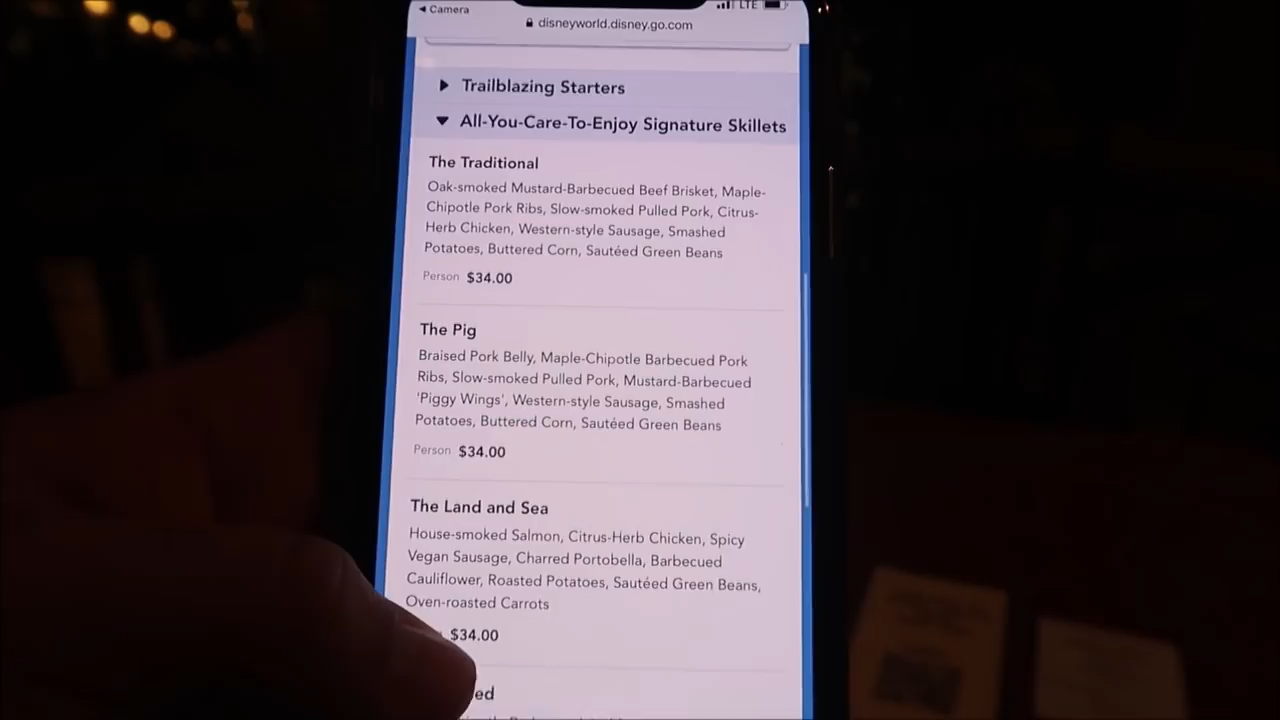 Camera
LTE
disneyworld.disney.go.com
Trailblazing Starters
All-You-Care-To-Enjoy Signature Skillets
The Traditional
Oak-smoked Mustard-Barbecued Beef Brisket, Maple-
Chipotle Pork Ribs, Slow-smoked Pulled Pork, Citrus-
Herb Chicken, Western-style Sausage, Smashed
Potatoes, Buttered Corn, Sautéed Green Beans
Person $34.00
The Pig
Braised Pork Belly, Maple-Chipotle Barbecued Pork
Ribs, Slow-smoked Pulled Pork, Mustard-Barbecued
'Piggy Wings', Western-style Sausage, Smashed
Potatoes, Buttered Corn, Sautéed Green Beans
Person $34.00
The Land and Sea
House-smoked Salmon, Citrus-Herb Chicken, Spicy
Vegan Sausage, Charred Portobella, Barbecued
Cauliflower, Roasted Potatoes, Sautéed Green Beans,
Oven-roasted Carrots
$34.00